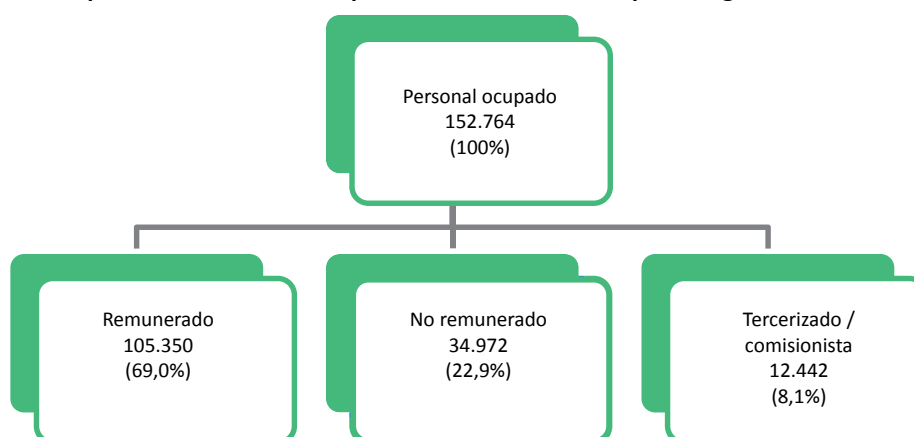 Personal ocupado
152.764
(100%)
Remunerado
105.350
(69,0%)
No remunerado
34.972
(22,9%)
Tercerizado /
comisionista
12.442
(8,1%)